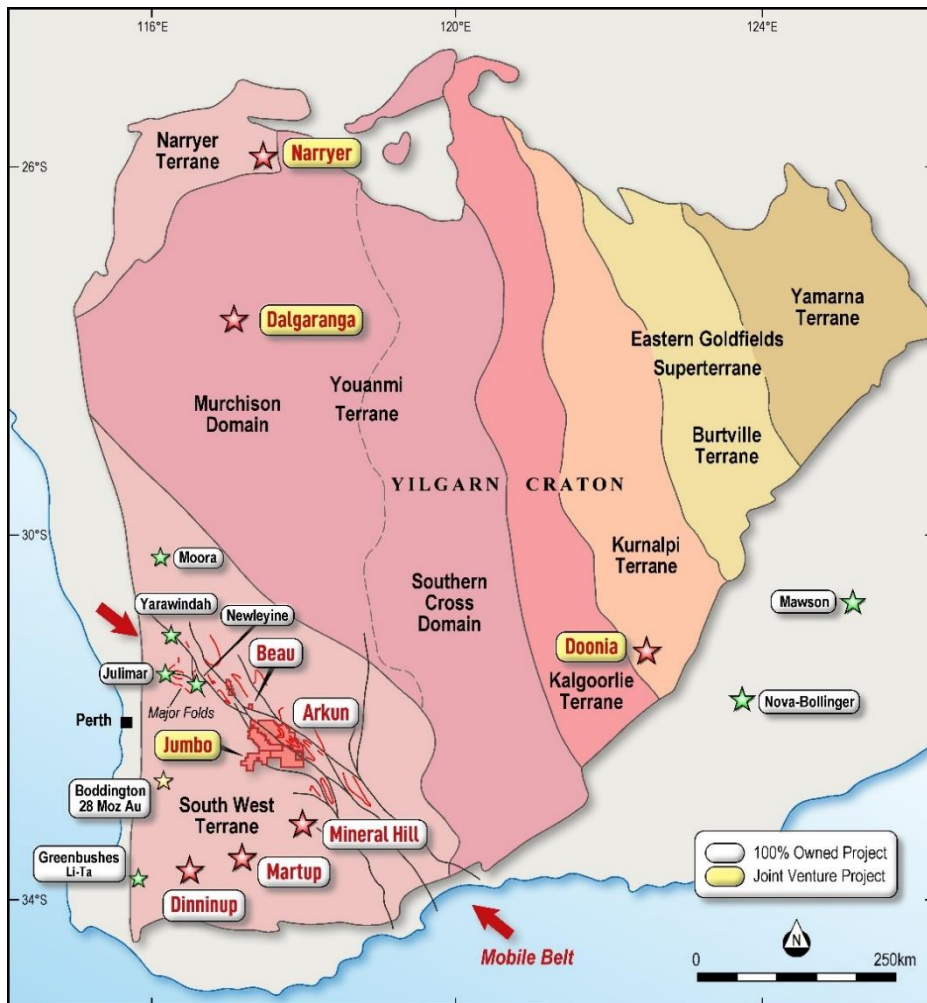 116°E
120°E
124°E
26°S
30°S
34°S
Narryer
Terrane
Narryer
Dalgaranga
Murchison
Domain
Youanmi
Terrane
Eastern Goldfields
Superterrane
Yamarna
Terrane
Burtville
Terrane
YILGARN CRATON
Kurnalpi
Terrane
Southern
Cross
Domain
Doonia
Kalgoorlie
Terrane
Moora
Yarawindah
Newleyine
Beau
Julimar
Major Folds
Arkun
Perth
Jumbo
Boddington
28 Moz Au
South West
Terrane
Mineral Hill
Greenbushes
Li-Ta
Martup
Dinninup
Mobile Belt
Mawson
Nova-Bollinger
100% Owned Project
Joint Venture Project
N
0
250km